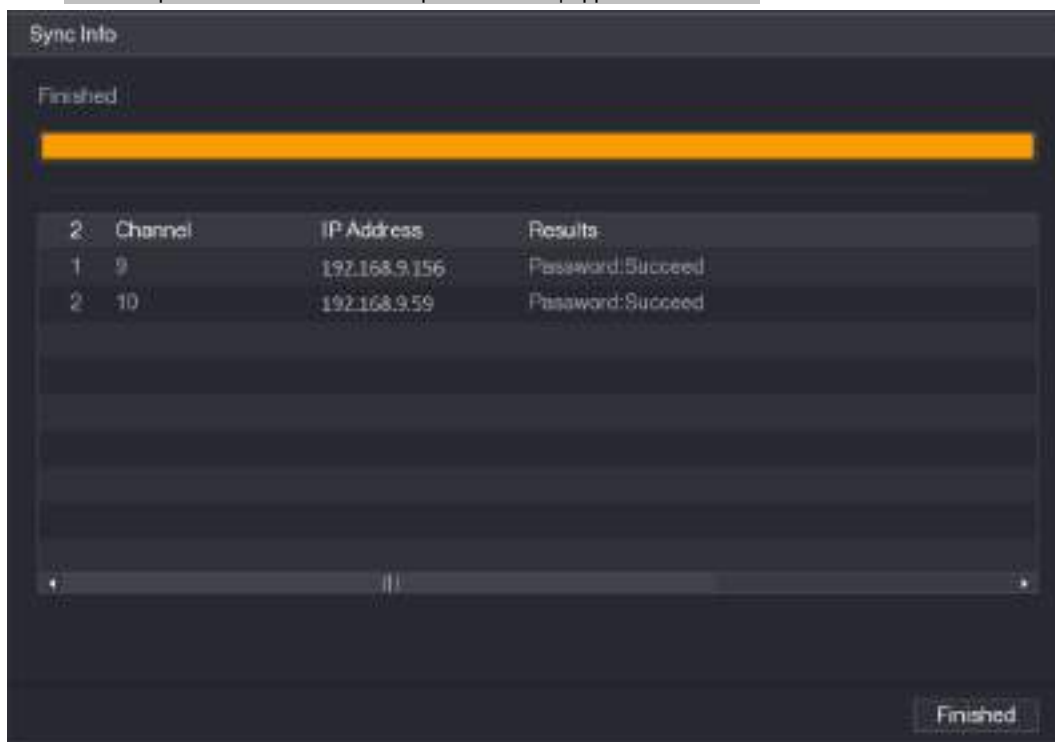 Sync Info
Finished
2 Channel IP Address Results
1 9 192.168.9.156 Password:Succeed
2 10 192.168.9.59 Password:Succeed
Finished